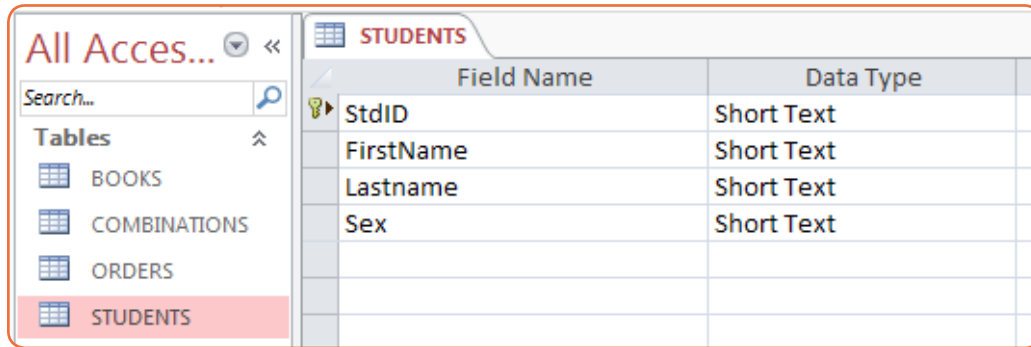 All Acces...
Search...
Tables
BOOKS
COMBINATIONS
ORDERS
STUDENTS
STUDENTS
Field Name Data Type
StdID Short Text
FirstName Short Text
Lastname Short Text
Sex Short Text